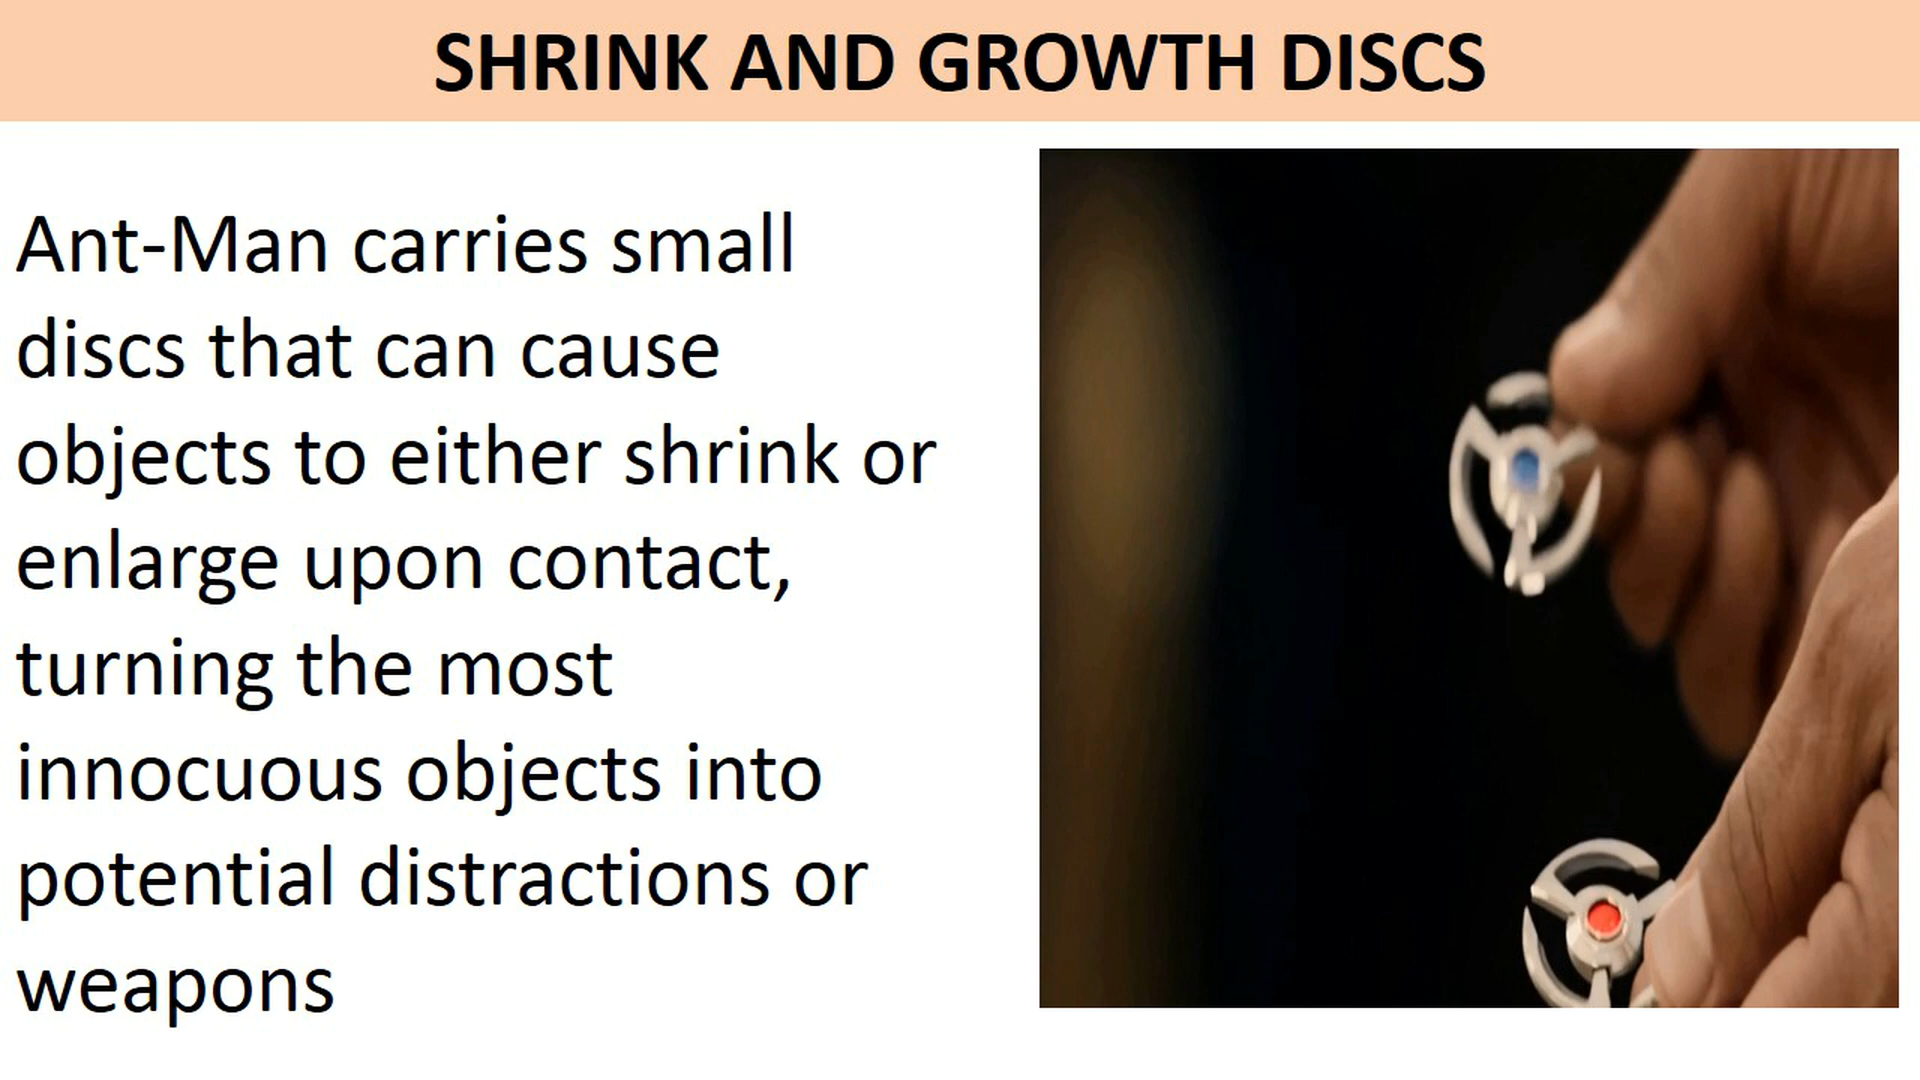 SHRINK AND GROWTH DISCS
Ant-Man carries small
discs that can cause
objects to either shrink or
enlarge upon contact,
turning the most
innocuous objects into
potential distractions or
weapons